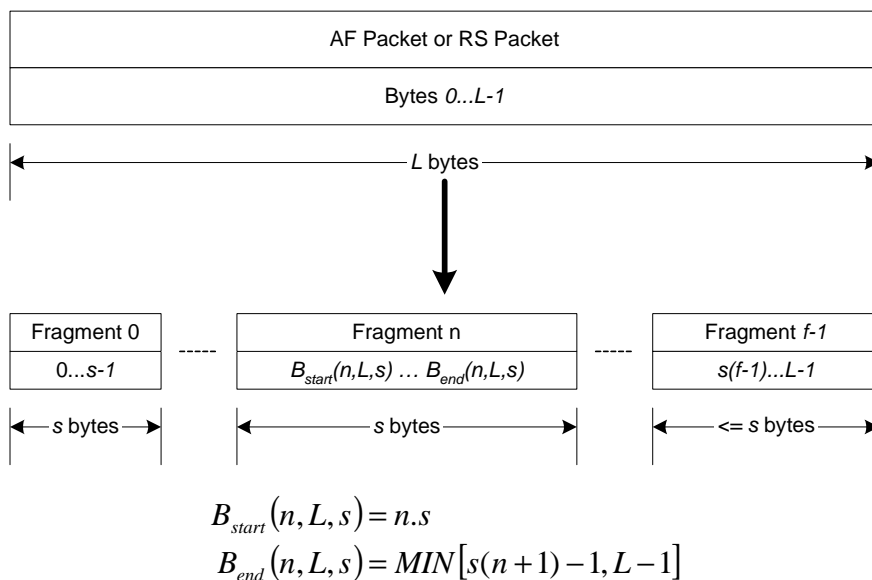 AF Packet or RS Packet
Bytes 0...L-1
L bytes
Fragment 0
0...s-1
s bytes
Fragment n
B_start(n,L,s) … B_end(n,L,s)
s bytes
Fragment f-1
s(f-1)...L-1
<= s bytes
B_start(n, L, s) = n.s
B_end(n, L, s) = MIN[s(n + 1) − 1, L − 1]